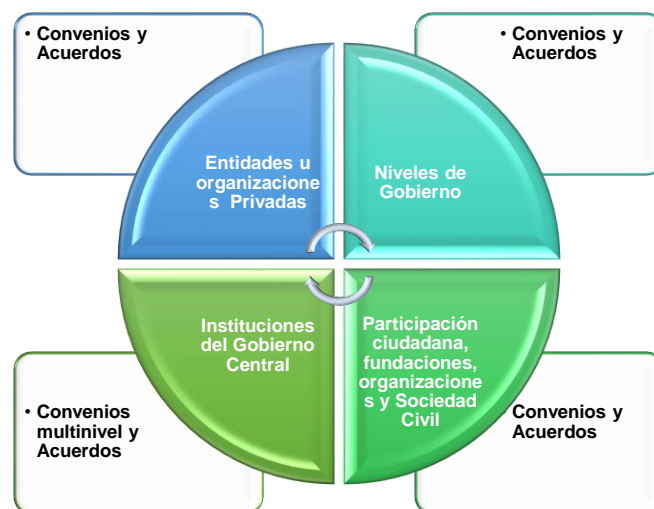 • Convenios y
Acuerdos
• Convenios y
Acuerdos
Entidades u
organizacione
s Privadas
Niveles de
Gobierno
Instituciones
del Gobierno
Central
Participación
ciudadana,
fundaciones,
organizacione
s y Sociedad
Civil
• Convenios
multinivel y
Acuerdos
Convenios y
Acuerdos